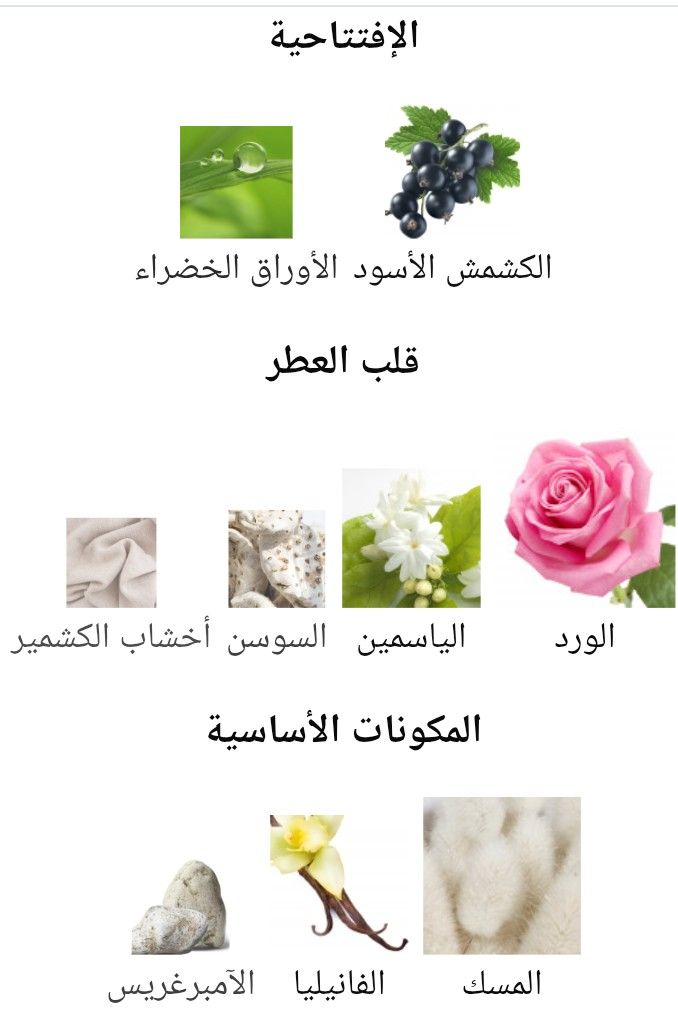 الإفتتاحية
الكشمش الأسود الأوراق الخضراء
قلب العطر
الورد الياسمين السوسن أخشاب الكشمير
المكونات الأساسية
المسك الفانيليا الآمبرغريس